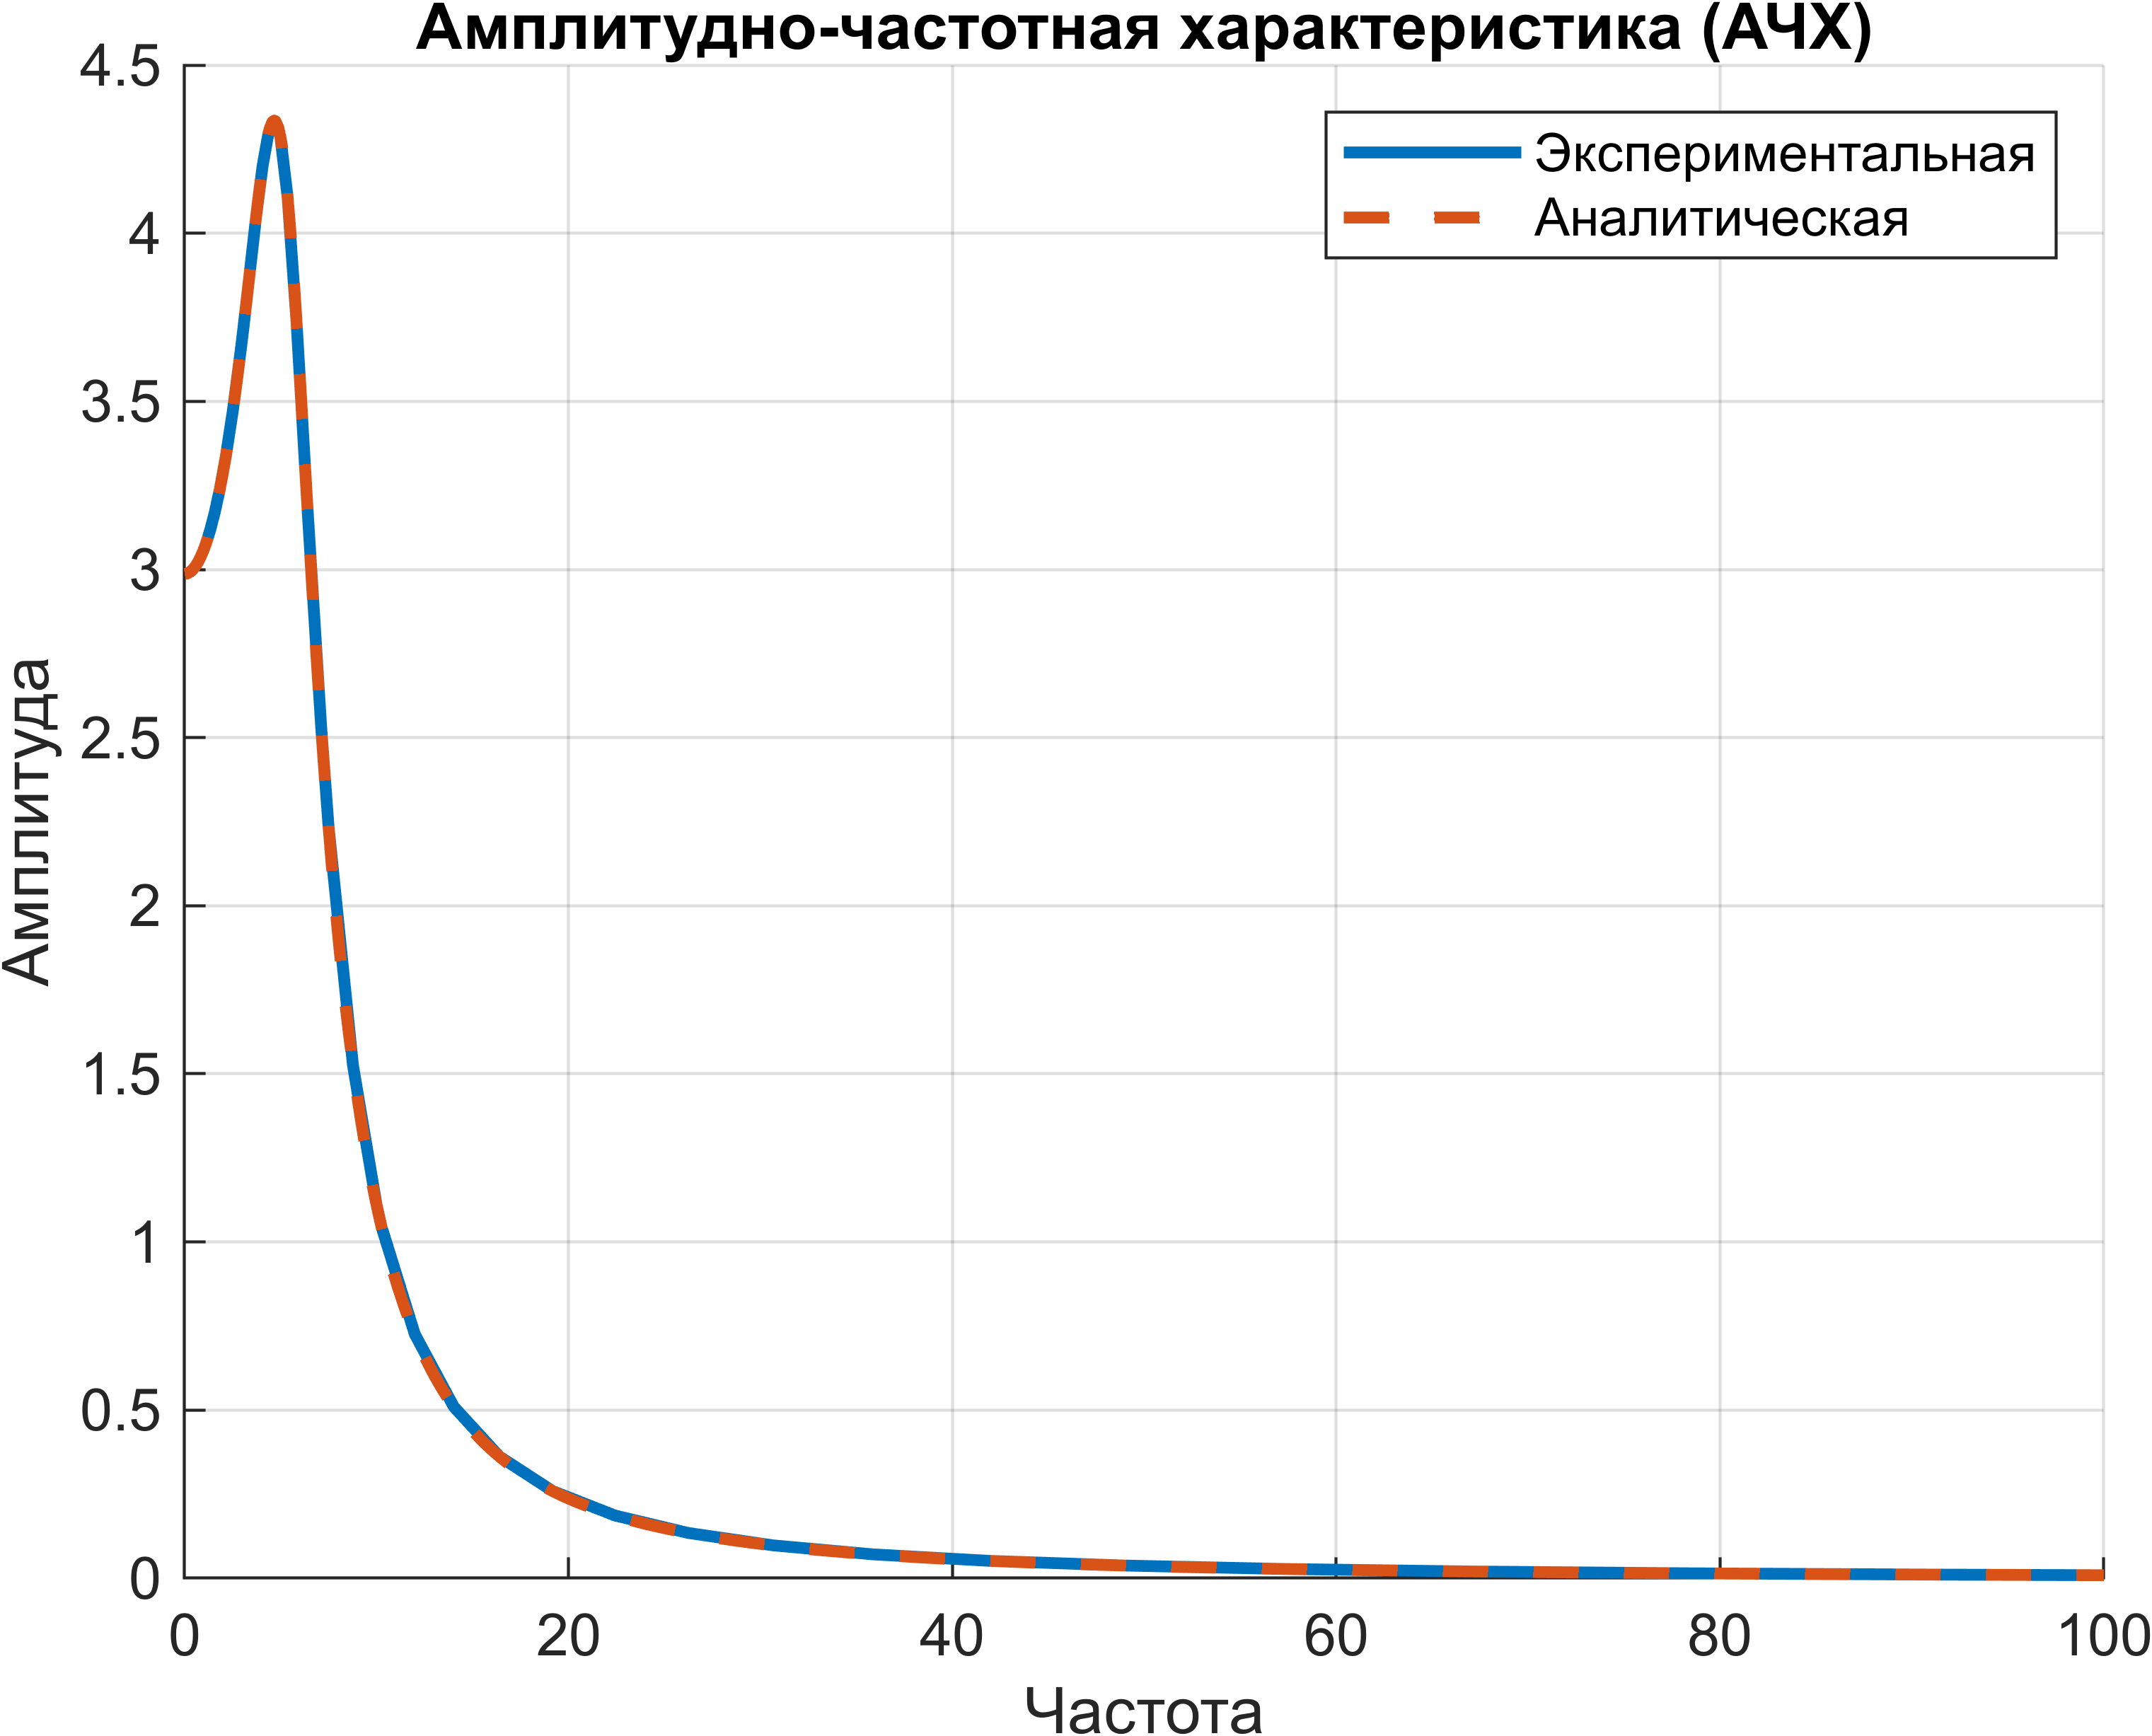 Амплитудно-частотная характеристика (АЧХ)
Экспериментальная
Аналитическая
Амплитуда
4.5
4
3.5
3
2.5
2
1.5
1
0.5
0
0 20 40 60 80 100
Частота